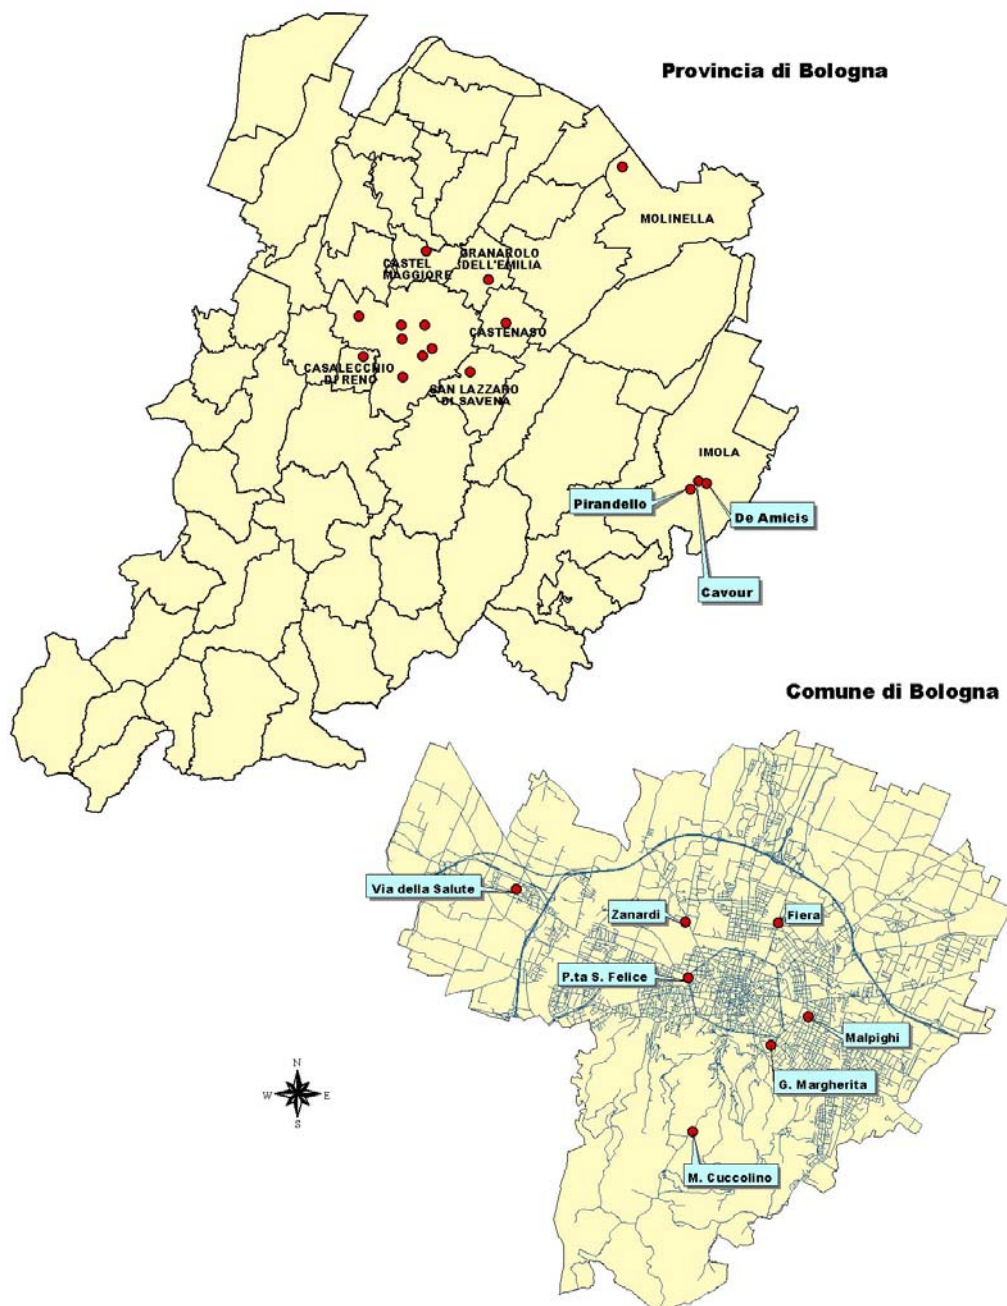 Provincia di Bologna
MOLINELLA
CASTEL
MAGGIORE
GRANAROLO
DELL'EMILIA
CASTENASO
CASALECCHIO
DI RENO
SAN LAZZARO
DI SAVENA
IMOLA
Pirandello
De Amicis
Cavour
Comune di Bologna
Via della Salute
Zanardi
Fiera
P.ta S. Felice
Malpighi
G. Margherita
M. Cuccolino
N
W
E
S